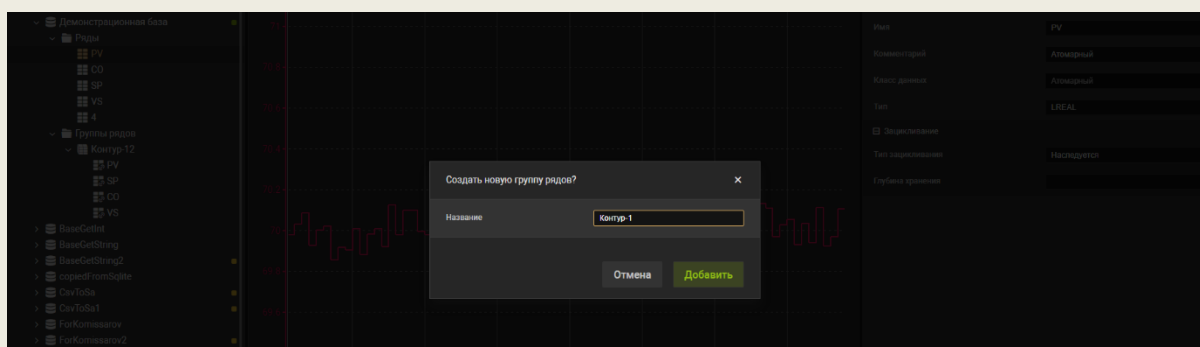 Демонстрационная база
Ряды
PV
CO
SP
VS
4
Группы рядов
Контур-12
PV
SP
CO
VS
BaseGetInt
BaseGetString
BaseGetString2
copiedFromSqlite
CsvToSa
CsvToSa1
ForKomissarov
ForKomissarov2
Создать новую группу рядов?
Название
Контур-1
Отмена
Добавить
Имя
PV
Комментарий
Атомарный
Класс данных
Атомарный
Тип
LREAL
Зацикливание
Тип зацикливания
Наследуется
Глубина хранения